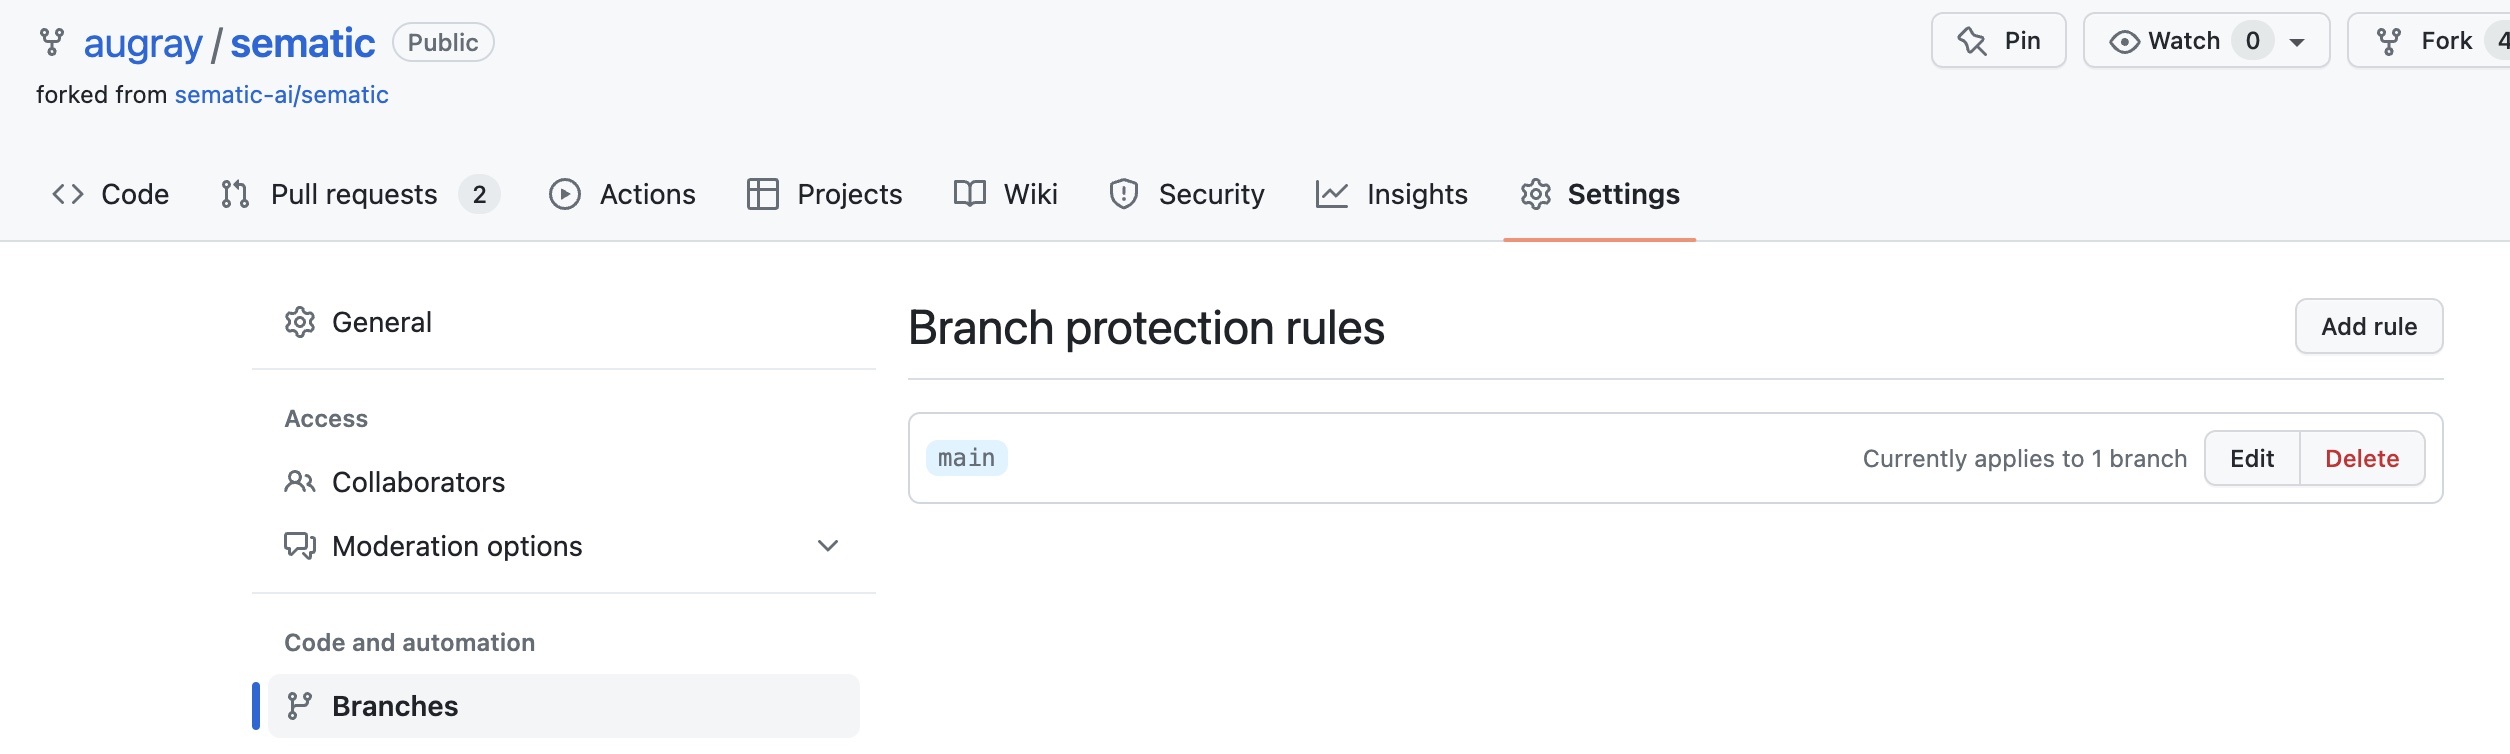 augray / sematic Public Pin Watch 0 Fork 4
forked from sematic-ai/sematic
Code Pull requests 2 Actions Projects Wiki Security Insights Settings
General
Access
Collaborators
Moderation options
Code and automation
Branches
Branch protection rules Add rule
main Currently applies to 1 branch Edit Delete